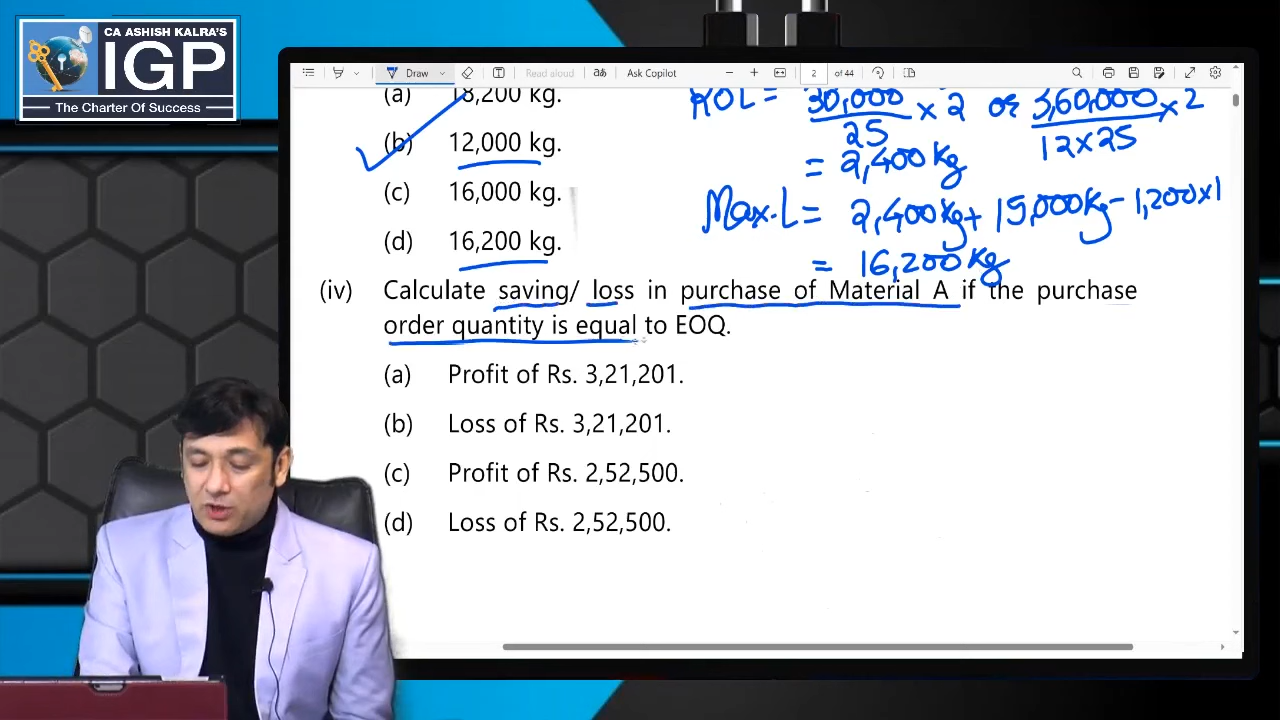 CA ASHISH KALRA'S
IGP
The Charter Of Success
Draw
Read aloud
Ask Copilot
2
of 44
(a) 18,200 kg.
(b) 12,000 kg.
(c) 16,000 kg.
(d) 16,200 kg.
ROL = 30,000/25 × 2 or 3,60,000/12×25 × 2
= 2,400 kg
Max.L = 2,400 kg + 15,000 kg - 1,200×1
= 16,200 kg
(iv) Calculate saving/ loss in purchase of Material A if the purchase
order quantity is equal to EOQ.
(a) Profit of Rs. 3,21,201.
(b) Loss of Rs. 3,21,201.
(c) Profit of Rs. 2,52,500.
(d) Loss of Rs. 2,52,500.